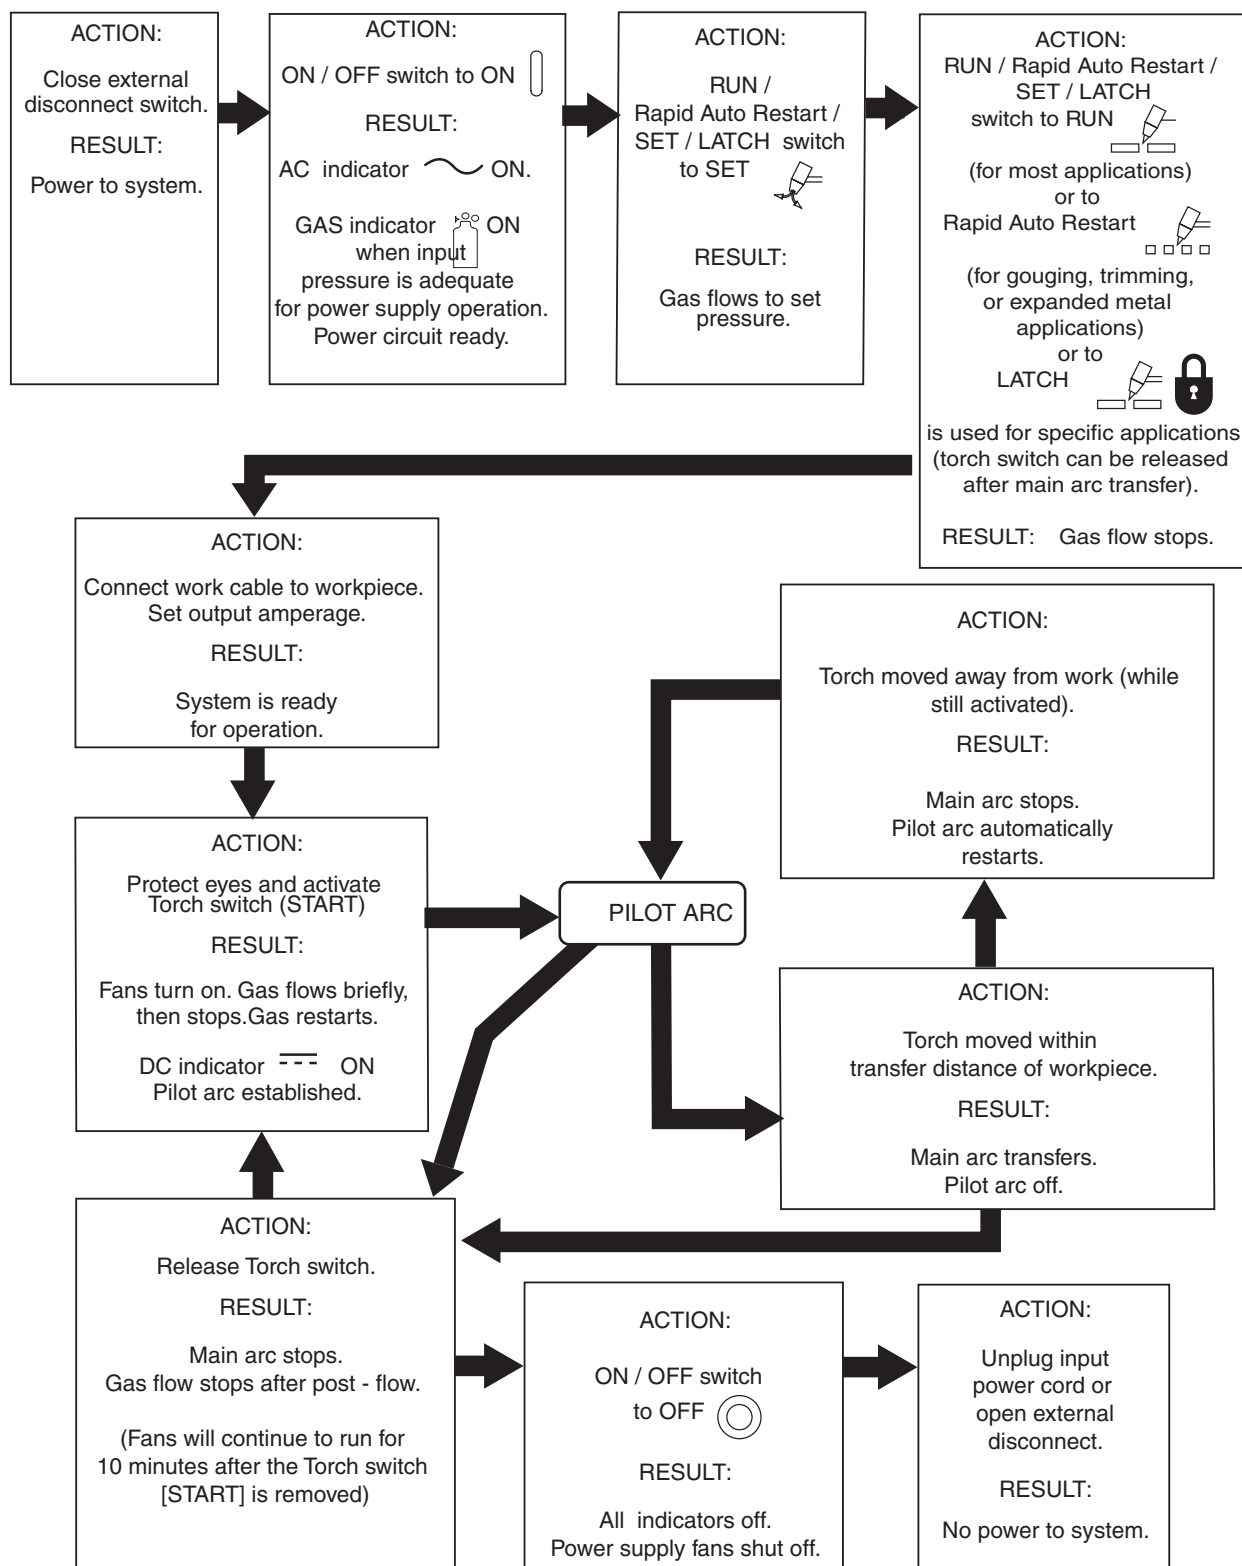 ACTION:
Close external
disconnect switch.
RESULT:
Power to system.
ACTION:
ON / OFF switch to ON
RESULT:
AC indicator ON.
GAS indicator ON
when input
pressure is adequate
for power supply operation.
Power circuit ready.
ACTION:
RUN /
Rapid Auto Restart /
SET / LATCH switch
to SET
RESULT:
Gas flows to set
pressure.
ACTION:
RUN / Rapid Auto Restart /
SET / LATCH
switch to RUN
(for most applications)
or to
Rapid Auto Restart
(for gouging, trimming,
or expanded metal
applications)
or to
LATCH
is used for specific applications
(torch switch can be released
after main arc transfer).
RESULT: Gas flow stops.
ACTION:
Connect work cable to workpiece.
Set output amperage.
RESULT:
System is ready
for operation.
ACTION:
Protect eyes and activate
Torch switch (START)
RESULT:
Fans turn on. Gas flows briefly,
then stops.Gas restarts.
DC indicator ON
Pilot arc established.
PILOT ARC
ACTION:
Torch moved away from work (while
still activated).
RESULT:
Main arc stops.
Pilot arc automatically
restarts.
ACTION:
Torch moved within
transfer distance of workpiece.
RESULT:
Main arc transfers.
Pilot arc off.
ACTION:
Release Torch switch.
RESULT:
Main arc stops.
Gas flow stops after post - flow.
(Fans will continue to run for
10 minutes after the Torch switch
[START] is removed)
ACTION:
ON / OFF switch
to OFF
RESULT:
All indicators off.
Power supply fans shut off.
ACTION:
Unplug input
power cord or
open external
disconnect.
RESULT:
No power to system.